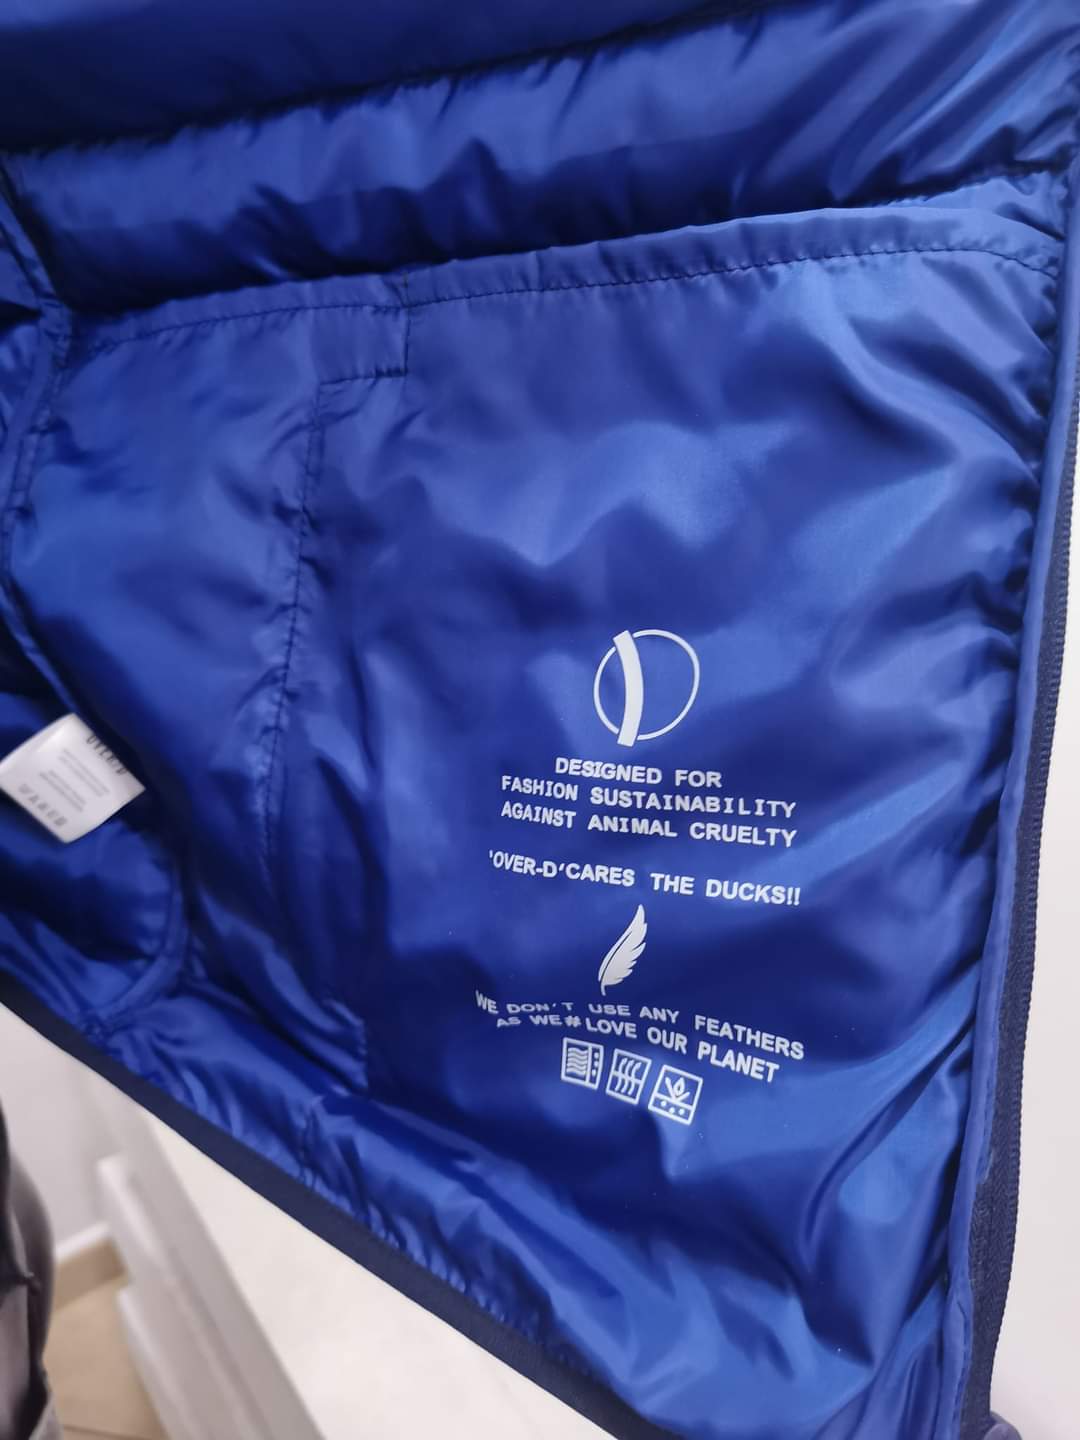 DESIGNED FOR
FASHION SUSTAINABILITY
AGAINST ANIMAL CRUELTY
'OVER-D'CARES THE DUCKS!!
WE DON'T USE ANY FEATHERS
AS WE#LOVE OUR PLANET
OVER-D